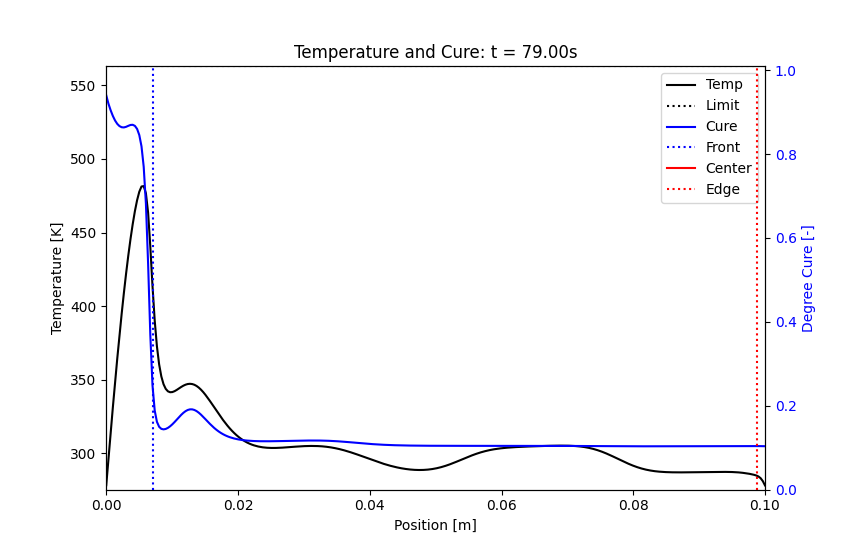 Temperature and Cure: t = 79.00s
550
500
450
400
350
300
Temperature [K]
1.0
0.8
0.6
0.4
0.2
0.0
Degree Cure [-]
Temp
Limit
Cure
Front
Center
Edge
0.00
0.02
0.04
0.06
0.08
0.10
Position [m]